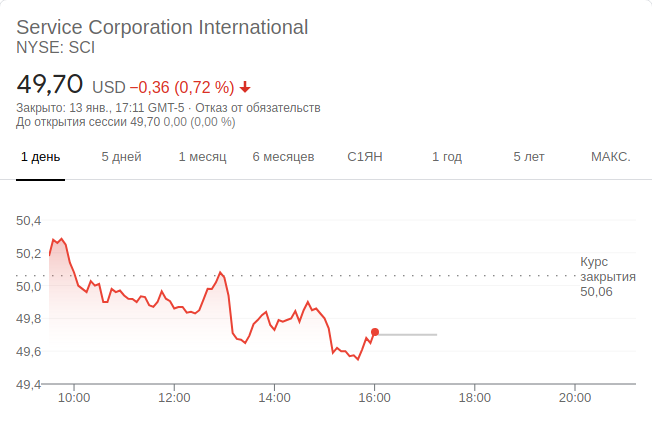 Service Corporation International
NYSE: SCI
49,70 USD −0,36 (0,72 %)
Закрыто: 13 янв., 17:11 GMT-5 · Отказ от обязательств
До открытия сессии 49,70 0,00 (0,00 %)
1 день 5 дней 1 месяц 6 месяцев С1ЯН 1 год 5 лет МАКС.
50,4
50,2
Курс
закрытия
50,06
50,0
49,8
49,6
49,4
10:00 12:00 14:00 16:00 18:00 20:00